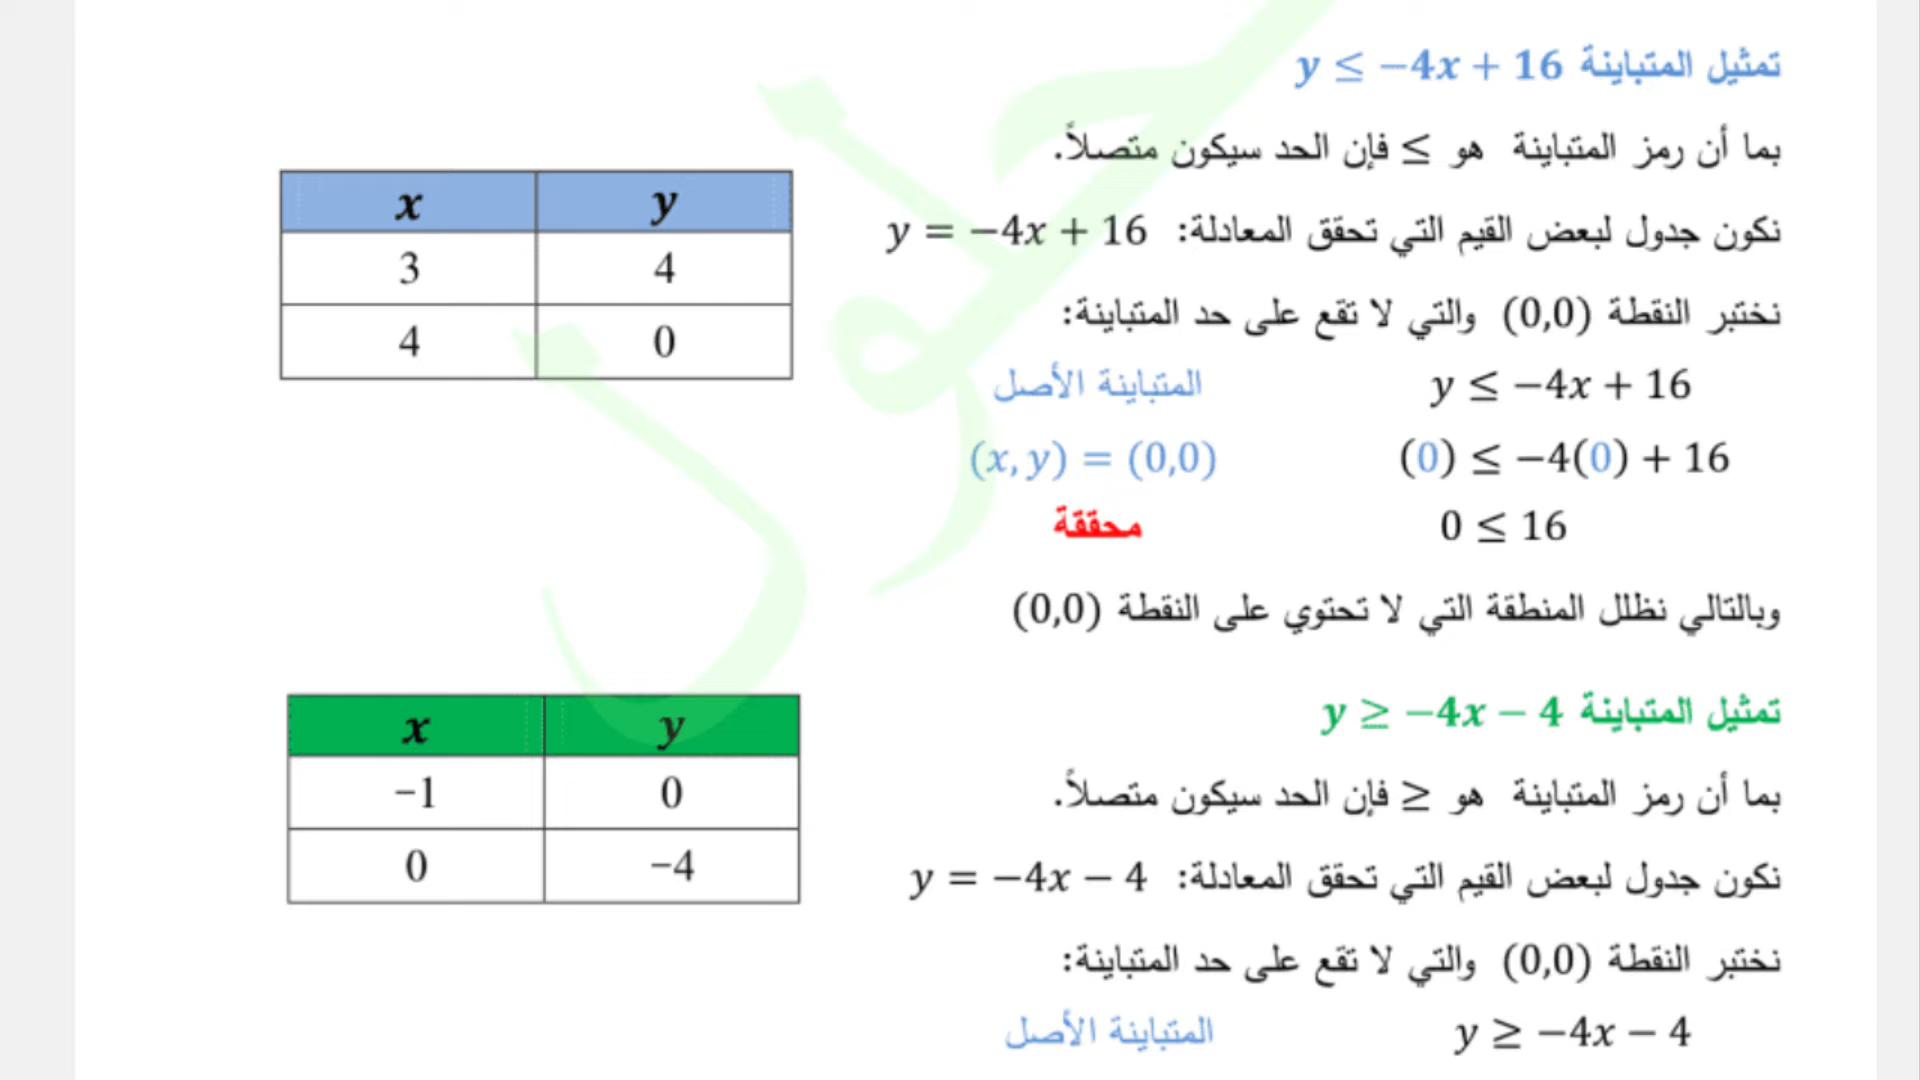 تمثيل المتباينة y ≤ −4x + 16
بما أن رمز المتباينة هو ≥ فإن الحد سيكون متصلاً.
نكون جدول لبعض القيم التي تحقق المعادلة: y = −4x + 16
x y
3 4
4 0
نختبر النقطة (0,0) والتي لا تقع على حد المتباينة:
y ≤ −4x + 16 المتباينة الأصل
(0) ≤ −4(0) + 16 (x, y) = (0,0)
0 ≤ 16 محققة
وبالتالي نظلل المنطقة التي لا تحتوي على النقطة (0,0)
تمثيل المتباينة y ≥ −4x − 4
بما أن رمز المتباينة هو ≤ فإن الحد سيكون متصلاً.
نكون جدول لبعض القيم التي تحقق المعادلة: y = −4x − 4
x y
−1 0
0 −4
نختبر النقطة (0,0) والتي لا تقع على حد المتباينة:
y ≥ −4x − 4 المتباينة الأصل